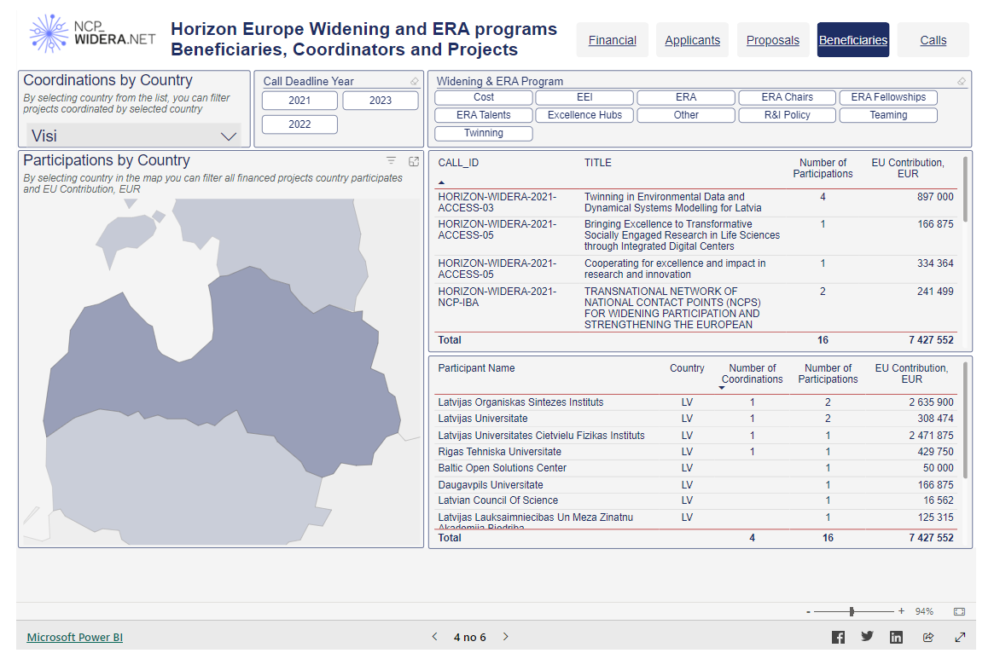 NCP_
WIDERA.NET
Horizon Europe Widening and ERA programs
Beneficiaries, Coordinators and Projects
Financial
Applicants
Proposals
Beneficiaries
Calls
Coordinations by Country
By selecting country from the list, you can filter
projects coordinated by selected country
Visi
Call Deadline Year
2021
2023
2022
Widening & ERA Program
Cost
EEI
ERA
ERA Chairs
ERA Fellowships
ERA Talents
Excellence Hubs
Other
R&I Policy
Teaming
Twinning
Participations by Country
By selecting country in the map you can filter all financed projects country participates
and EU Contribution, EUR
CALL_ID TITLE Number of Participations EU Contribution, EUR
HORIZON-WIDERA-2021-
ACCESS-03
Twinning in Environmental Data and
Dynamical Systems Modelling for Latvia
4 897 000
HORIZON-WIDERA-2021-
ACCESS-05
Bringing Excellence to Transformative
Socially Engaged Research in Life Sciences
through Integrated Digital Centers
1 166 875
HORIZON-WIDERA-2021-
ACCESS-05
Cooperating for excellence and impact in
research and innovation
1 334 364
HORIZON-WIDERA-2021-
NCP-IBA
TRANSNATIONAL NETWORK OF
NATIONAL CONTACT POINTS (NCPS)
FOR WIDENING PARTICIPATION AND
STRENGTHENING THE EUROPEAN
2 241 499
Total 16 7 427 552
Participant Name Country Number of Coordinations Number of Participations EU Contribution, EUR
Latvijas Organiskas Sintezes Instituts LV 1 2 2 635 900
Latvijas Universitate LV 1 2 308 474
Latvijas Universitates Cietvielu Fizikas Instituts LV 1 1 2 471 875
Rigas Tehniska Universitate LV 1 1 429 750
Baltic Open Solutions Center LV 1 50 000
Daugavpils Universitate LV 1 166 875
Latvian Council Of Science LV 1 16 562
Latvijas Lauksaimniecibas Un Meza Zinatnu LV 1 125 315
Akademija Biedriba
Total 4 16 7 427 552
- + 94%
Microsoft Power BI
4 no 6